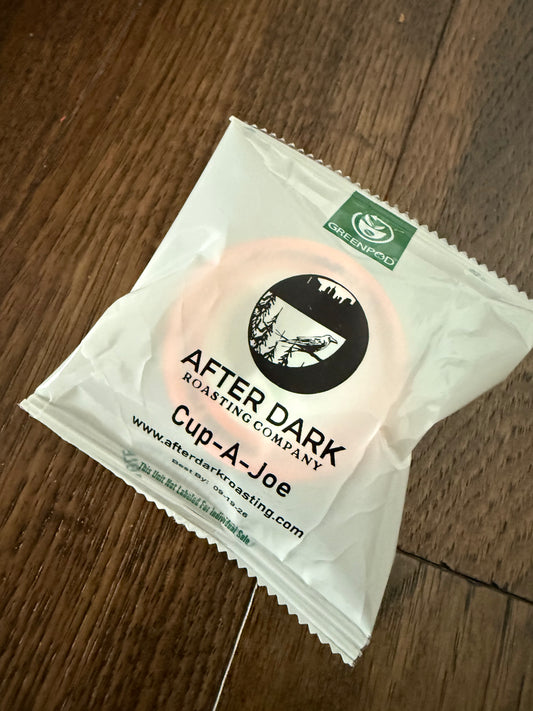 GREENPOD
AFTER DARK
ROASTING COMPANY
Cup-A-Joe
www.afterdarkroasting.com
Best By: 09-19-26
This Unit Not Labeled For Individual Sale